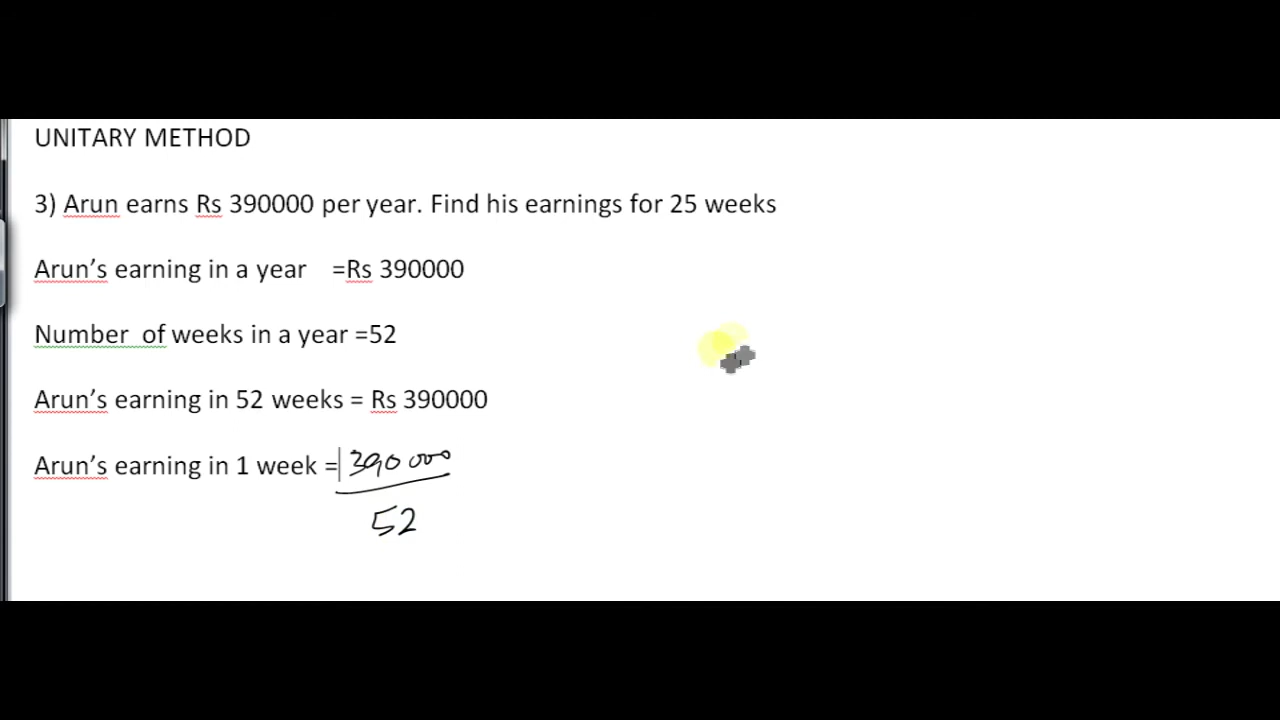 UNITARY METHOD
3) Arun earns Rs 390000 per year. Find his earnings for 25 weeks
Arun’s earning in a year =Rs 390000
Number of weeks in a year =52
Arun’s earning in 52 weeks = Rs 390000
Arun’s earning in 1 week = 390000
52